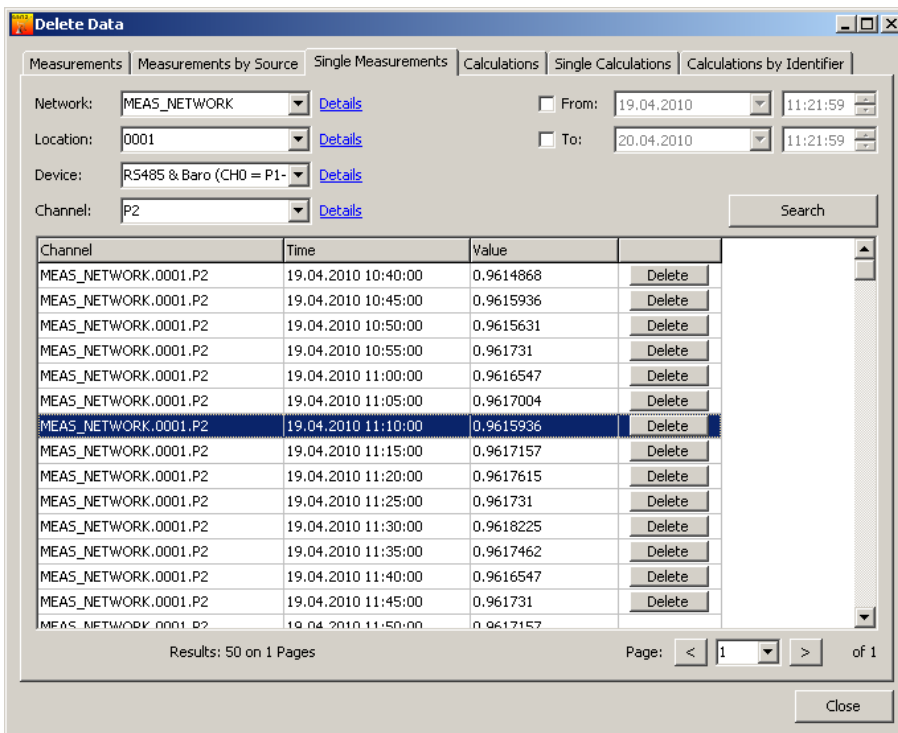 Delete Data
Measurements Measurements by Source Single Measurements Calculations Single Calculations Calculations by Identifier
Network: MEAS_NETWORK Details From: 19.04.2010 11:21:59
Location: 0001 Details To: 20.04.2010 11:21:59
Device: RS485 & Baro (CH0 = P1- Details
Channel: P2 Details Search
Channel Time Value
MEAS_NETWORK.0001.P2 19.04.2010 10:40:00 0.9614868 Delete
MEAS_NETWORK.0001.P2 19.04.2010 10:45:00 0.9615936 Delete
MEAS_NETWORK.0001.P2 19.04.2010 10:50:00 0.9615631 Delete
MEAS_NETWORK.0001.P2 19.04.2010 10:55:00 0.961731 Delete
MEAS_NETWORK.0001.P2 19.04.2010 11:00:00 0.9616547 Delete
MEAS_NETWORK.0001.P2 19.04.2010 11:05:00 0.9617004 Delete
MEAS_NETWORK.0001.P2 19.04.2010 11:10:00 0.9615936 Delete
MEAS_NETWORK.0001.P2 19.04.2010 11:15:00 0.9617157 Delete
MEAS_NETWORK.0001.P2 19.04.2010 11:20:00 0.9617615 Delete
MEAS_NETWORK.0001.P2 19.04.2010 11:25:00 0.961731 Delete
MEAS_NETWORK.0001.P2 19.04.2010 11:30:00 0.9618225 Delete
MEAS_NETWORK.0001.P2 19.04.2010 11:35:00 0.9617462 Delete
MEAS_NETWORK.0001.P2 19.04.2010 11:40:00 0.9616547 Delete
MEAS_NETWORK.0001.P2 19.04.2010 11:45:00 0.961731 Delete
MEAS_NETWORK.0001.P2 19.04.2010 11:50:00 0.9617157
Results: 50 on 1 Pages Page: < 1 > of 1
Close